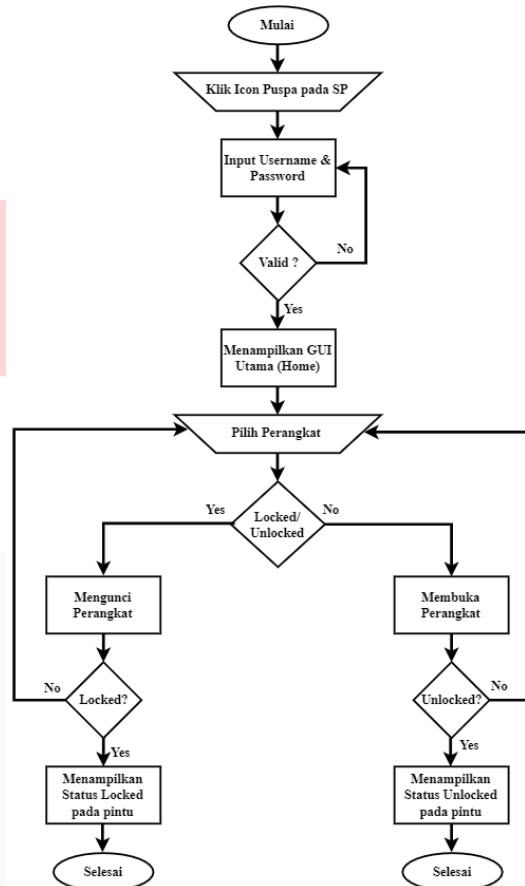 Mulai
Klik Icon Puspa pada SP
Input Username &
Password
Valid ?
No
Yes
Menampilkan GUI
Utama (Home)
Pilih Perangkat
Yes
Locked/
Unlocked
No
Mengunci
Perangkat
Membuka
Perangkat
No
Locked?
Unlocked?
No
Yes
Yes
Menampilkan
Status Locked
pada pintu
Menampilkan
Status Unlocked
pada pintu
Selesai
Selesai